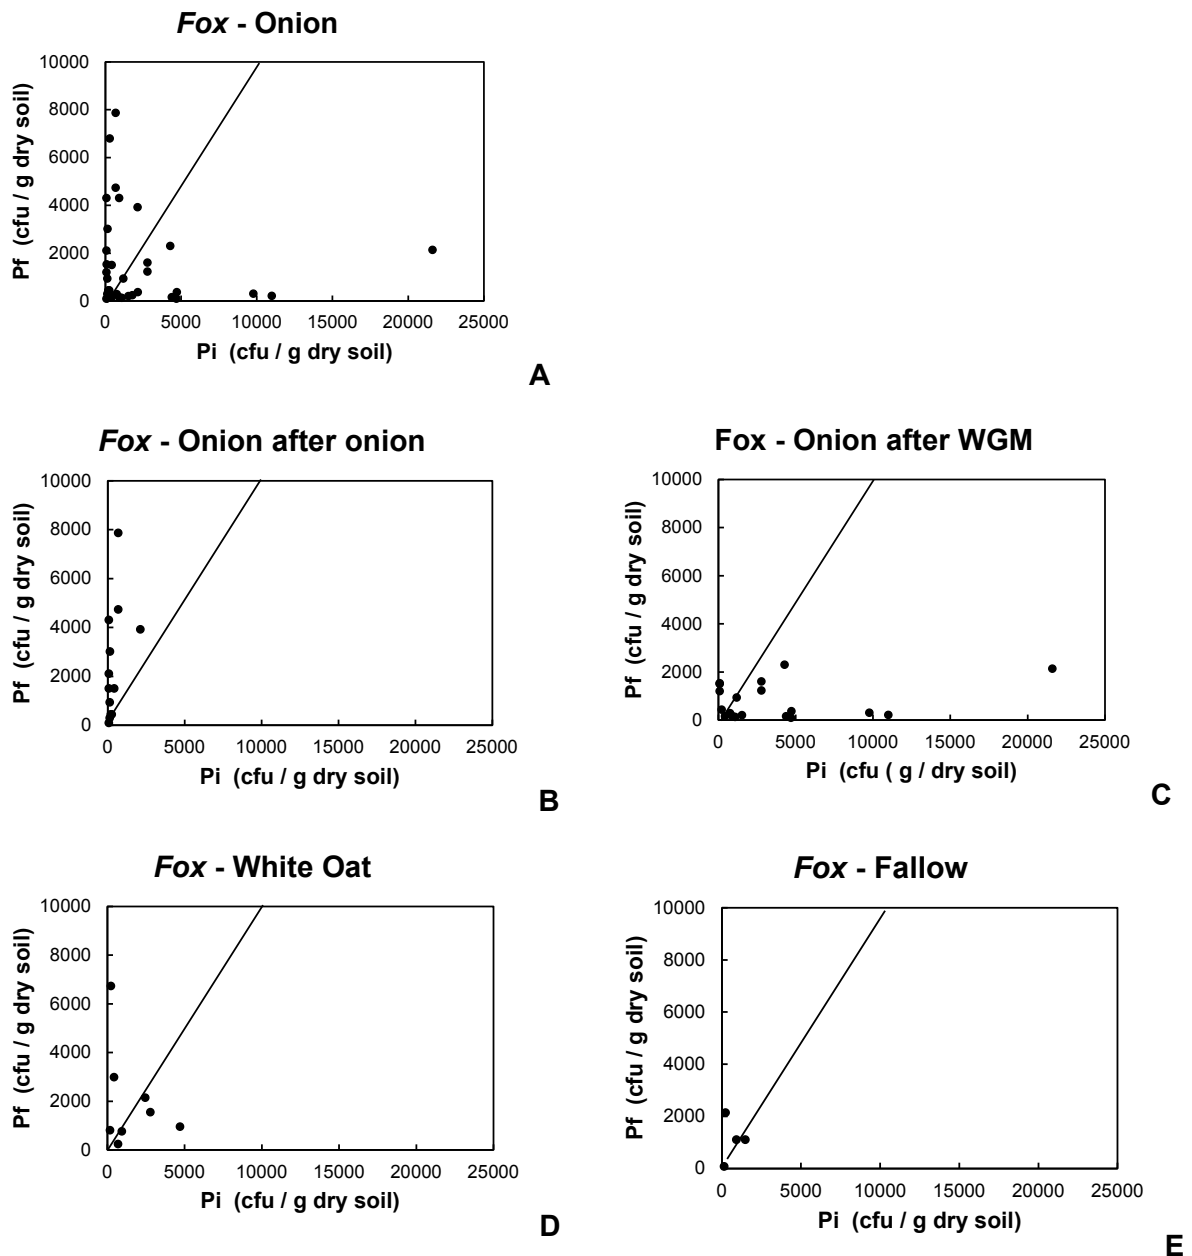 Fox - Onion
Pf (cfu / g dry soil)
10000
8000
6000
4000
2000
0
0 5000 10000 15000 20000 25000
Pi (cfu / g dry soil)
A
Fox - Onion after onion
Pf (cfu / g dry soil)
10000
8000
6000
4000
2000
0
0 5000 10000 15000 20000 25000
Pi (cfu / g dry soil)
B
Fox - Onion after WGM
Pf (cfu / g dry soil)
10000
8000
6000
4000
2000
0
0 5000 10000 15000 20000 25000
Pi (cfu ( g / dry soil)
C
Fox - White Oat
Pf (cfu / g dry soil)
10000
8000
6000
4000
2000
0
0 5000 10000 15000 20000 25000
Pi (cfu / g dry soil)
D
Fox - Fallow
Pf (cfu / g dry soil)
10000
8000
6000
4000
2000
0
0 5000 10000 15000 20000 25000
Pi (cfu / g dry soil)
E